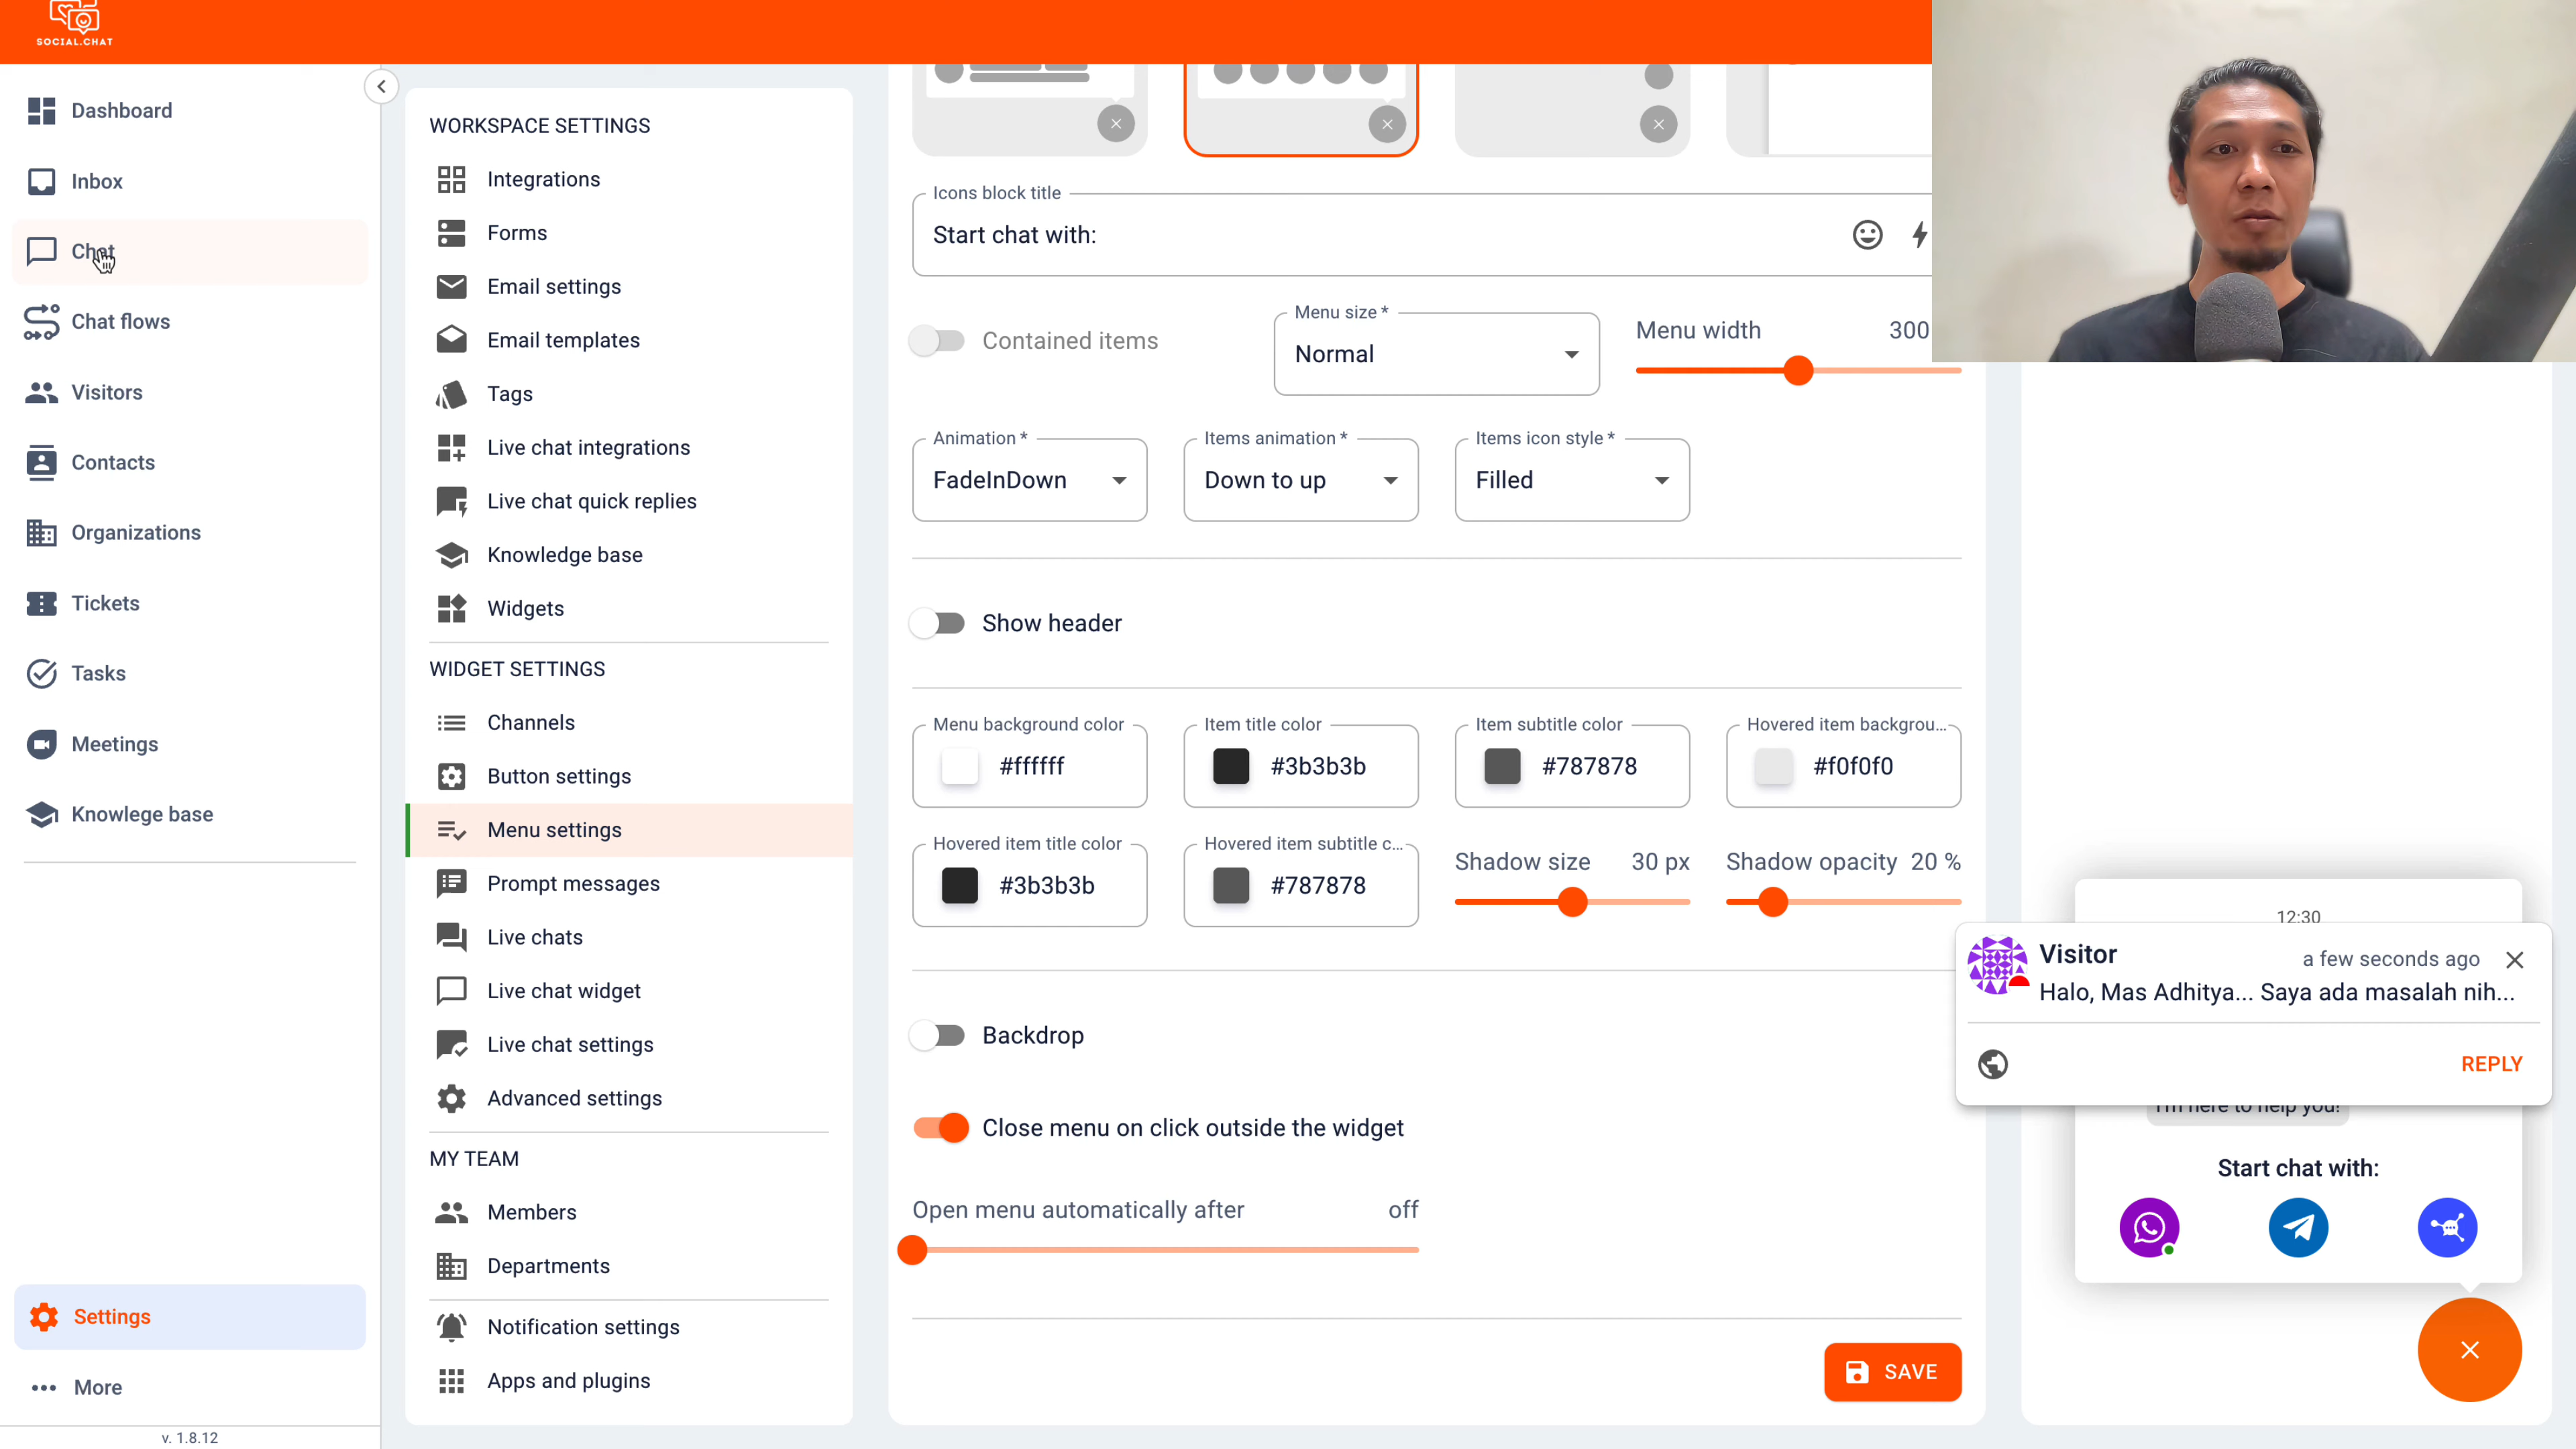 SOCIAL.CHAT
Dashboard
Inbox
Chat
Chat flows
Visitors
Contacts
Organizations
Tickets
Tasks
Meetings
Knowlege base
Settings
More
v. 1.8.12
WORKSPACE SETTINGS
Integrations
Forms
Email settings
Email templates
Tags
Live chat integrations
Live chat quick replies
Knowledge base
Widgets
WIDGET SETTINGS
Channels
Button settings
Menu settings
Prompt messages
Live chats
Live chat widget
Live chat settings
Advanced settings
MY TEAM
Members
Departments
Notification settings
Apps and plugins
Icons block title
Start chat with:
Contained items
Menu size *
Normal
Menu width 300
Animation *
FadeInDown
Items animation *
Down to up
Items icon style *
Filled
Show header
Menu background color
#ffffff
Item title color
#3b3b3b
Item subtitle color
#787878
Hovered item backgrou...
#f0f0f0
Hovered item title color
#3b3b3b
Hovered item subtitle c...
#787878
Shadow size 30 px
Shadow opacity 20 %
Backdrop
Close menu on click outside the widget
Open menu automatically after off
SAVE
12:30
Visitor
a few seconds ago
Halo, Mas Adhitya... Saya ada masalah nih...
REPLY
I'm here to help you!
Start chat with: